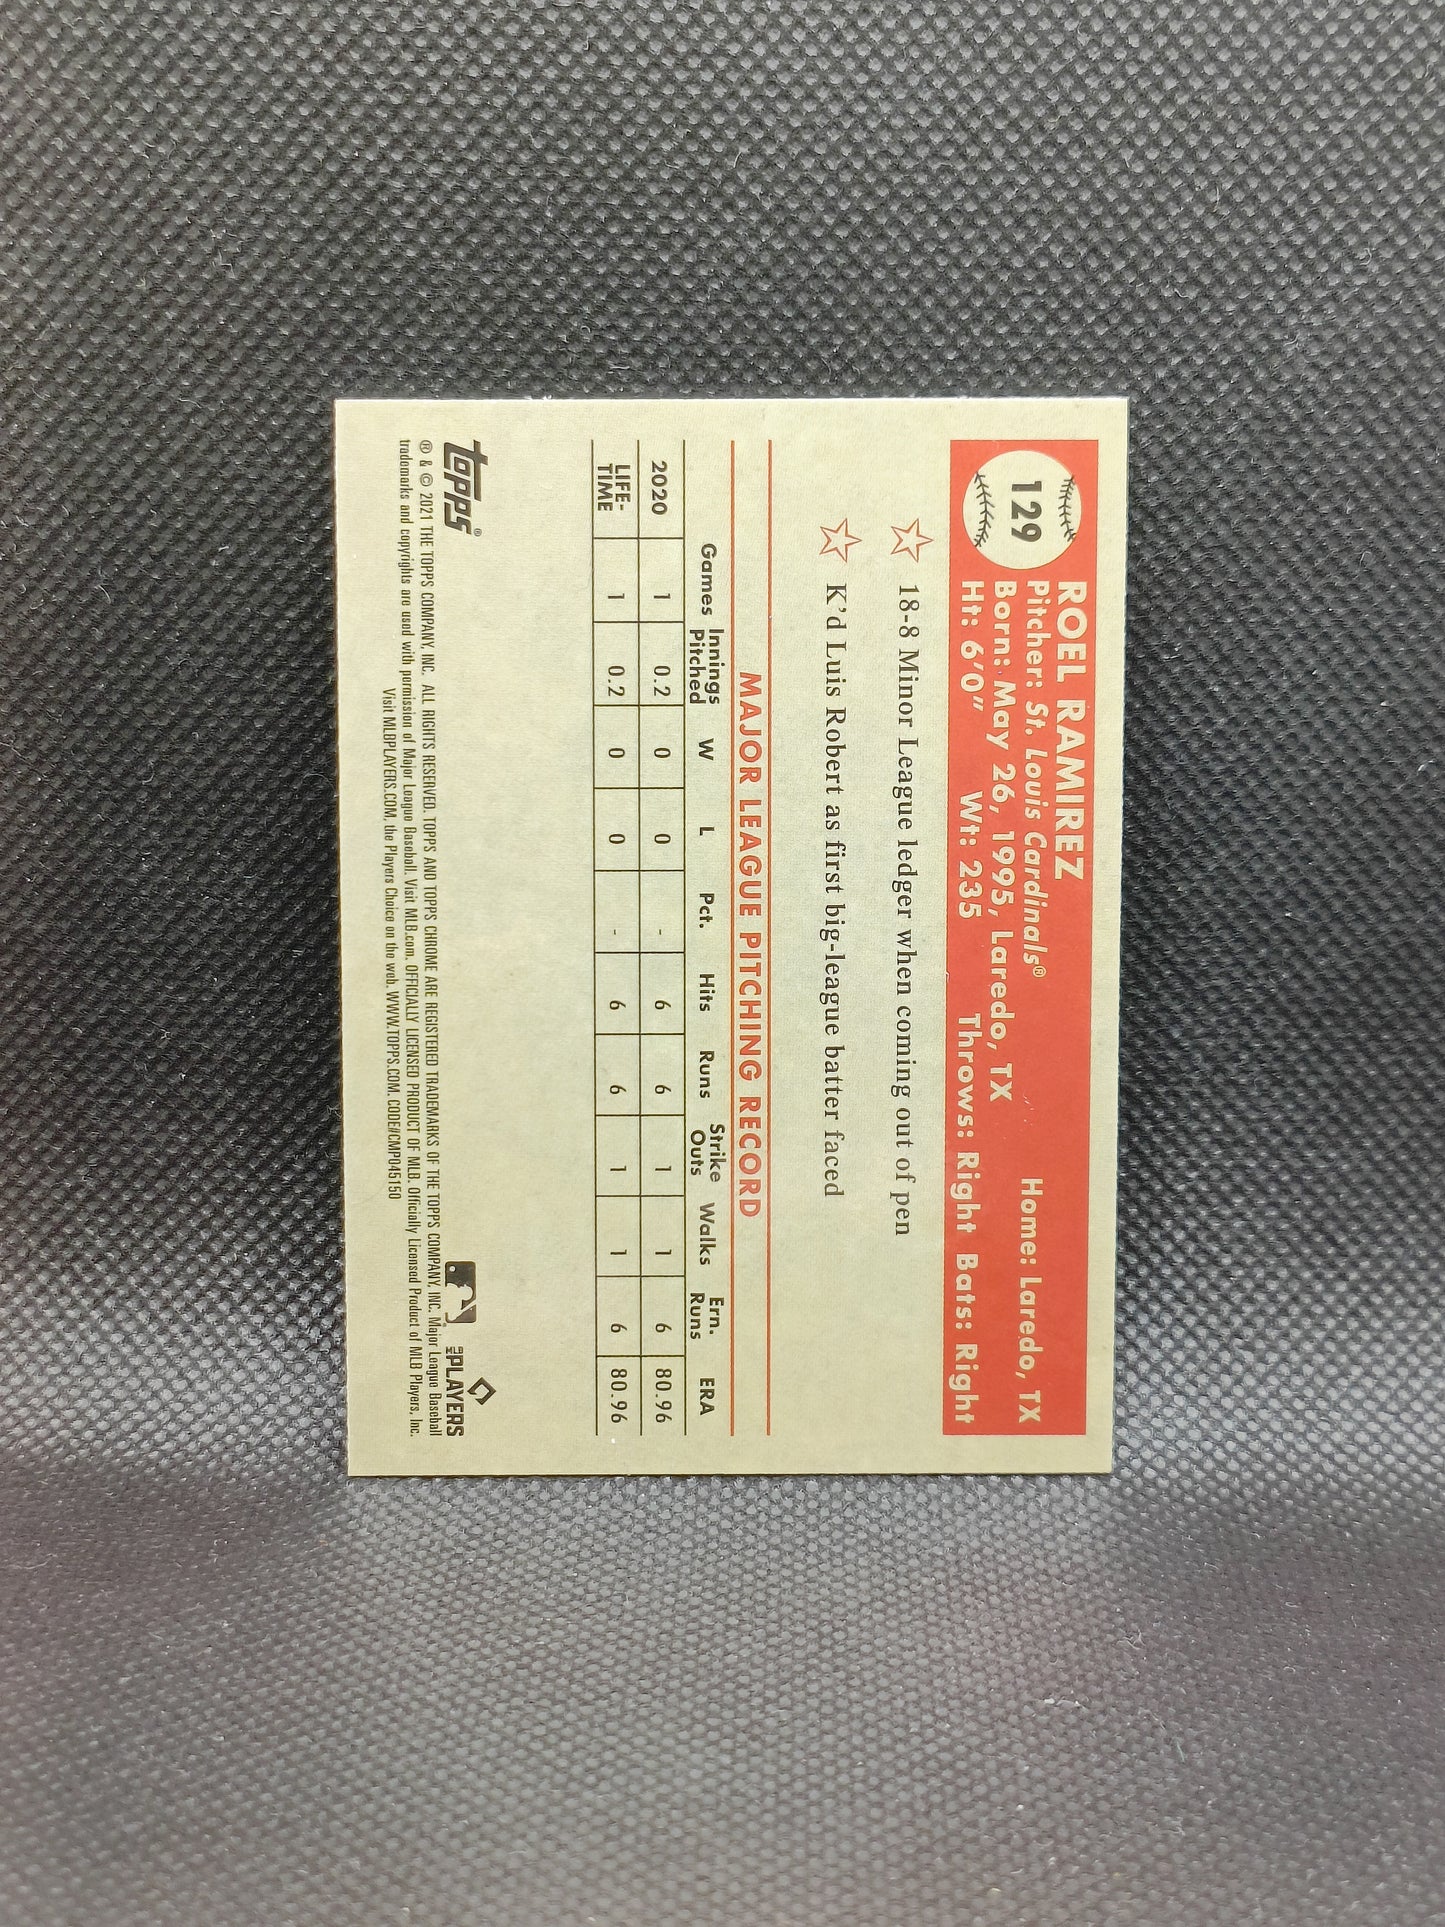 129
ROEL RAMIREZ
Pitcher: St. Louis Cardinals® Home: Laredo, TX
Born: May 26, 1995, Laredo, TX
Ht: 6'0" Wt: 235 Throws: Right Bats: Right
18-8 Minor League ledger when coming out of pen
K'd Luis Robert as first big-league batter faced
MAJOR LEAGUE PITCHING RECORD
Games Innings Pitched W L Pct. Hits Runs Strike Outs Walks Ern. Runs ERA
2020 1 0.2 0 0 - 6 6 1 1 6 80.96
LIFE-TIME 1 0.2 0 0 - 6 6 1 1 6 80.96
topps®
MLB PLAYERS
® & © 2021 THE TOPPS COMPANY, INC. ALL RIGHTS RESERVED. TOPPS AND TOPPS CHROME ARE REGISTERED TRADEMARKS OF THE TOPPS COMPANY, INC. Major League Baseball
trademarks and copyrights are used with permission of Major League Baseball. Visit MLB.com. OFFICIALLY LICENSED PRODUCT OF MLB. Officially Licensed Product of MLB Players, Inc.
Visit MLBPLAYERS.COM, the Players Choice on the web. WWW.TOPPS.COM. CODE#CMP045150